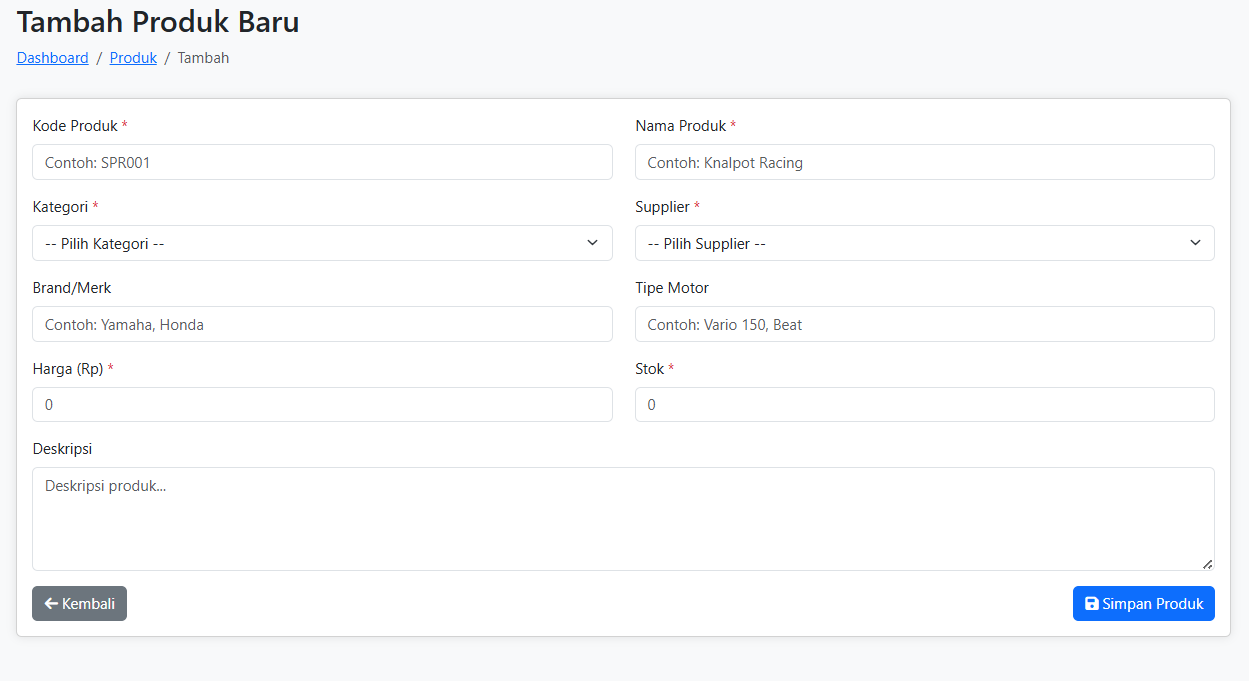 Tambah Produk Baru
Dashboard / Produk / Tambah
Kode Produk *
Nama Produk *
Contoh: SPR001
Contoh: Knalpot Racing
Kategori *
Supplier *
-- Pilih Kategori --
-- Pilih Supplier --
Brand/Merk
Tipe Motor
Contoh: Yamaha, Honda
Contoh: Vario 150, Beat
Harga (Rp) *
Stok *
0
0
Deskripsi
Deskripsi produk...
Kembali
Simpan Produk